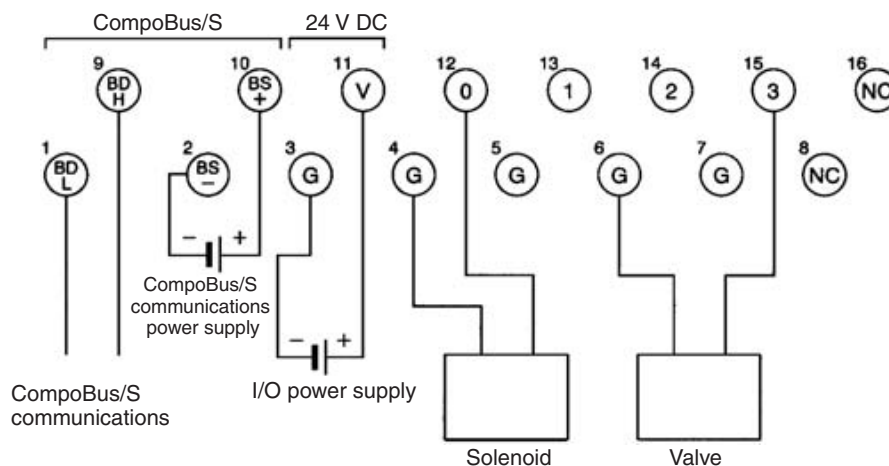 CompoBus/S 24 V DC
9 10 11 12 13 14 15 16
BD H BS + V 0 1 2 3 NC
1 2 3 4 5 6 7 8
BD L BS – G G G G G NC
– +
CompoBus/S
communications
power supply
– +
CompoBus/S
communications
I/O power supply
Solenoid Valve